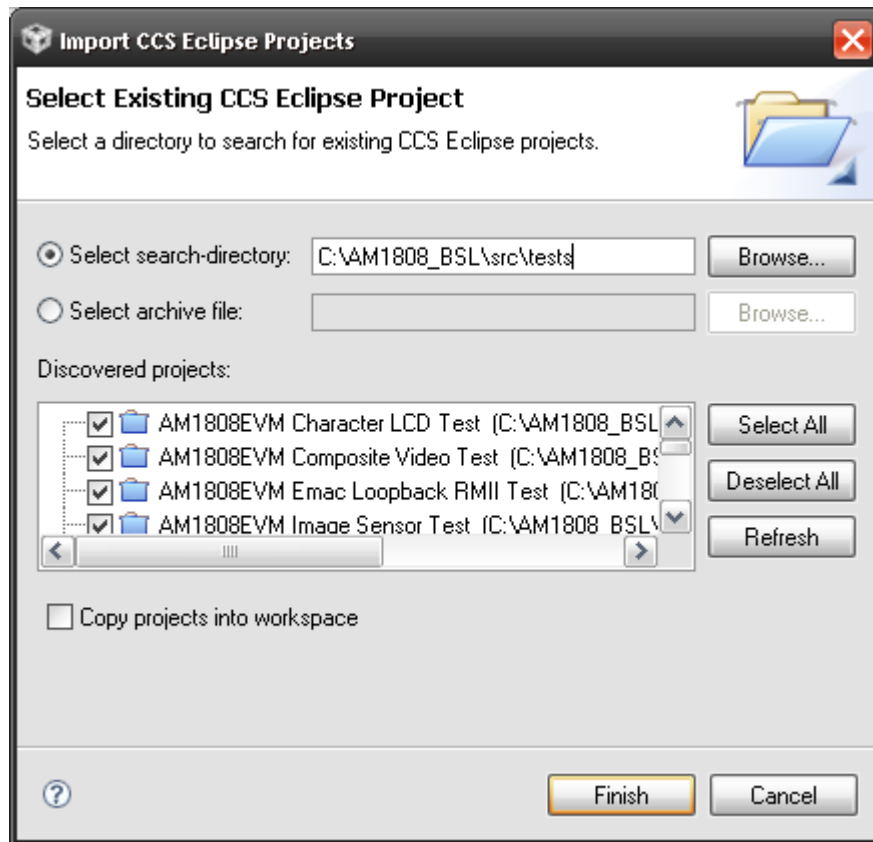 Import CCS Eclipse Projects
Select Existing CCS Eclipse Project
Select a directory to search for existing CCS Eclipse projects.
Select search-directory: C:\AM1808_BSL\src\tests Browse...
Select archive file: Browse...
Discovered projects:
AM1808EVM Character LCD Test (C:\AM1808_BSL Select All
AM1808EVM Composite Video Test (C:\AM1808_BS
AM1808EVM Emac Loopback RMII Test (C:\AM180 Deselect All
AM1808EVM Image Sensor Test (C:\AM1808_BSL\ Refresh
Copy projects into workspace
? Finish Cancel